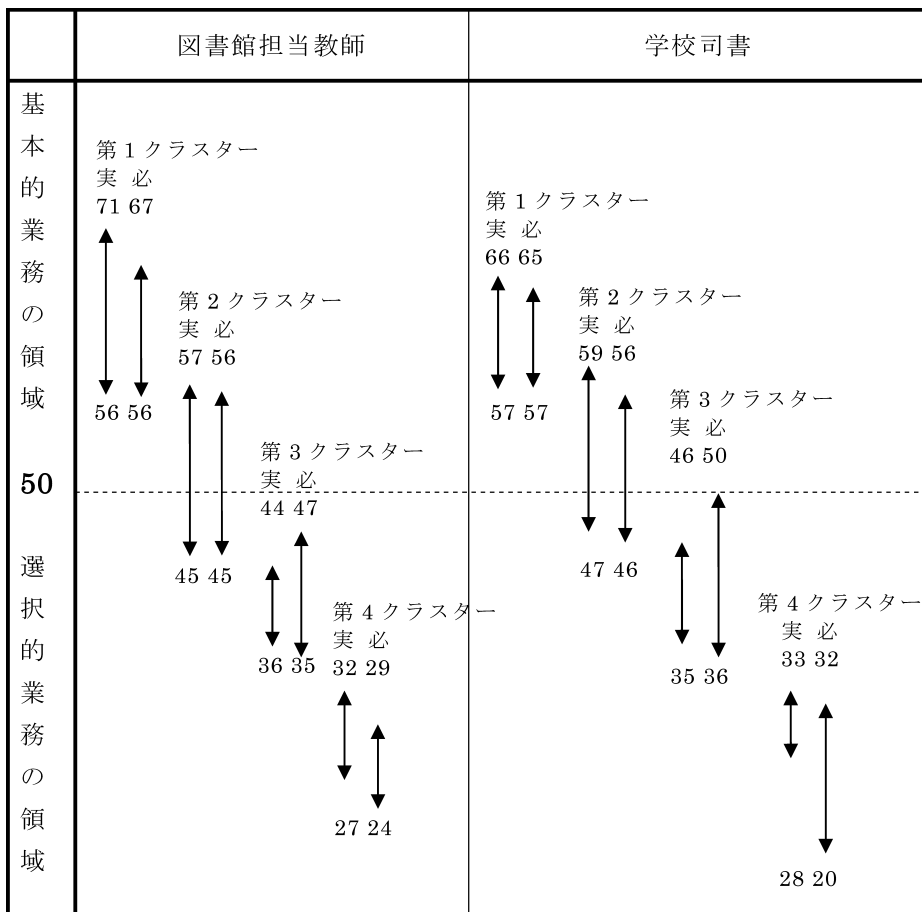 図書館担当教師
学校司書
基本的業務の領域
50
選択的業務の領域
第1クラスター
実 必
71 67
56 56
第2クラスター
実 必
57 56
45 45
第3クラスター
実 必
44 47
36 35
第4クラスター
実 必
32 29
27 24
第1クラスター
実 必
66 65
57 57
第2クラスター
実 必
59 56
47 46
第3クラスター
実 必
46 50
35 36
第4クラスター
実 必
33 32
28 20